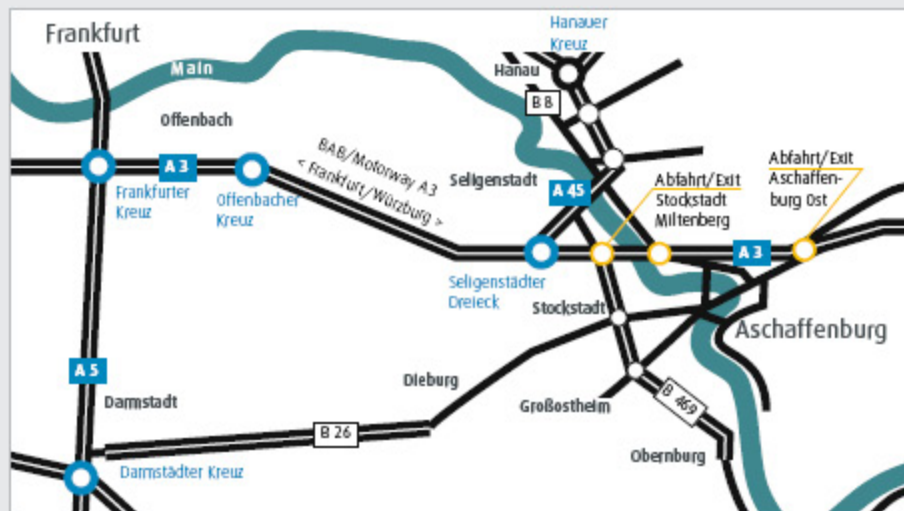 Frankfurt
Hanauer
Kreuz
Main
Hanau
B 8
Offenbach
BAB/Motorway A3
< Frankfurt/Würzburg >
A 3
Frankfurter
Kreuz
Offenbacher
Kreuz
Seligenstadt
A 45
Abfahrt/Exit
Stockstadt
Miltenberg
Abfahrt/Exit
Aschaffen-
burg Ost
A 3
Seligenstädter
Dreieck
Stockstadt
Aschaffenburg
A 5
Dieburg
Darmstadt
Großostheim
B 469
B 26
Obernburg
Darmstädter Kreuz